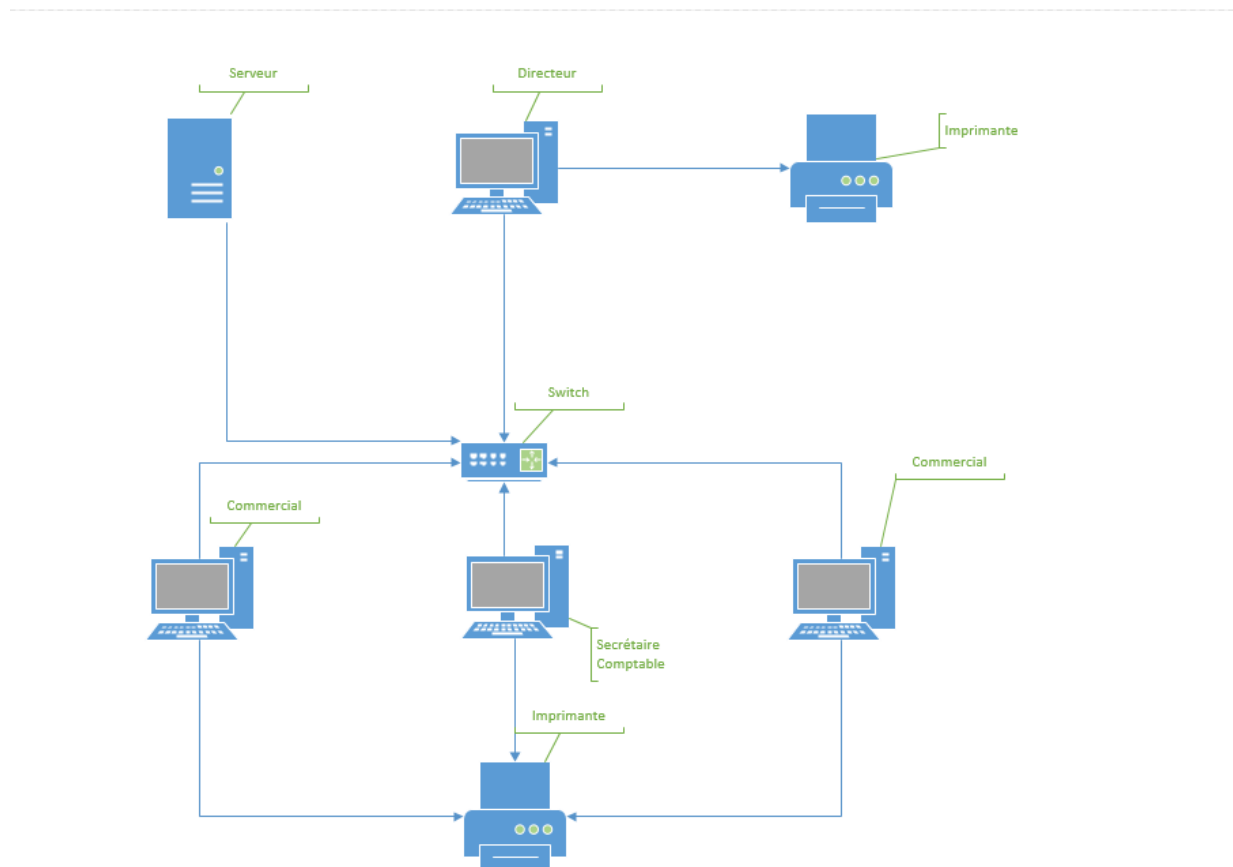 Serveur
Directeur
Imprimante
Switch
Commercial
Commercial
Secrétaire
Comptable
Imprimante